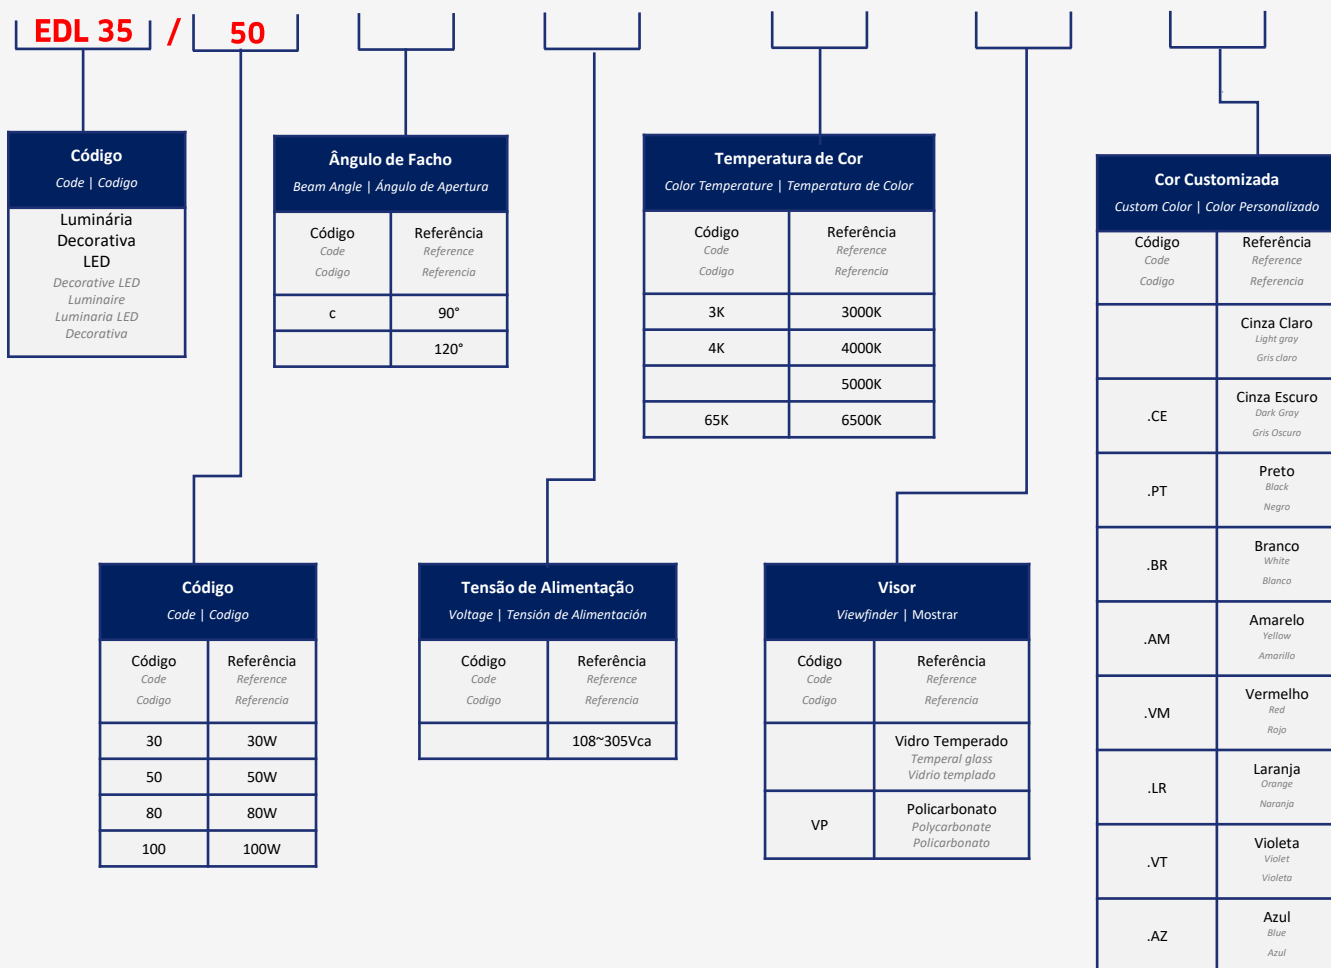 EDL 35 / 50
Código
Code | Codigo
Luminária
Decorativa
LED
Decorative LED
Luminaire
Luminaria LED
Decorativa
Ângulo de Facho
Beam Angle | Ángulo de Apertura
Código Referência
Code Reference
Codigo Referencia
c 90°
120°
Temperatura de Cor
Color Temperature | Temperatura de Color
Código Referência
Code Reference
Codigo Referencia
3K 3000K
4K 4000K
5000K
65K 6500K
Cor Customizada
Custom Color | Color Personalizado
Código Referência
Code Reference
Codigo Referencia
Cinza Claro
Light gray
Gris claro
.CE Cinza Escuro
Dark Gray
Gris Oscuro
.PT Preto
Black
Negro
.BR Branco
White
Blanco
.AM Amarelo
Yellow
Amarillo
.VM Vermelho
Red
Rojo
.LR Laranja
Orange
Naranja
.VT Violeta
Violet
Violeta
.AZ Azul
Blue
Azul
Código
Code | Codigo
Código Referência
Code Reference
Codigo Referencia
30 30W
50 50W
80 80W
100 100W
Tensão de Alimentação
Voltage | Tensión de Alimentación
Código Referência
Code Reference
Codigo Referencia
108~305Vca
Visor
Viewfinder | Mostrar
Código Referência
Code Reference
Codigo Referencia
Vidro Temperado
Temperal glass
Vidrio templado
VP Policarbonato
Polycarbonate
Policarbonato